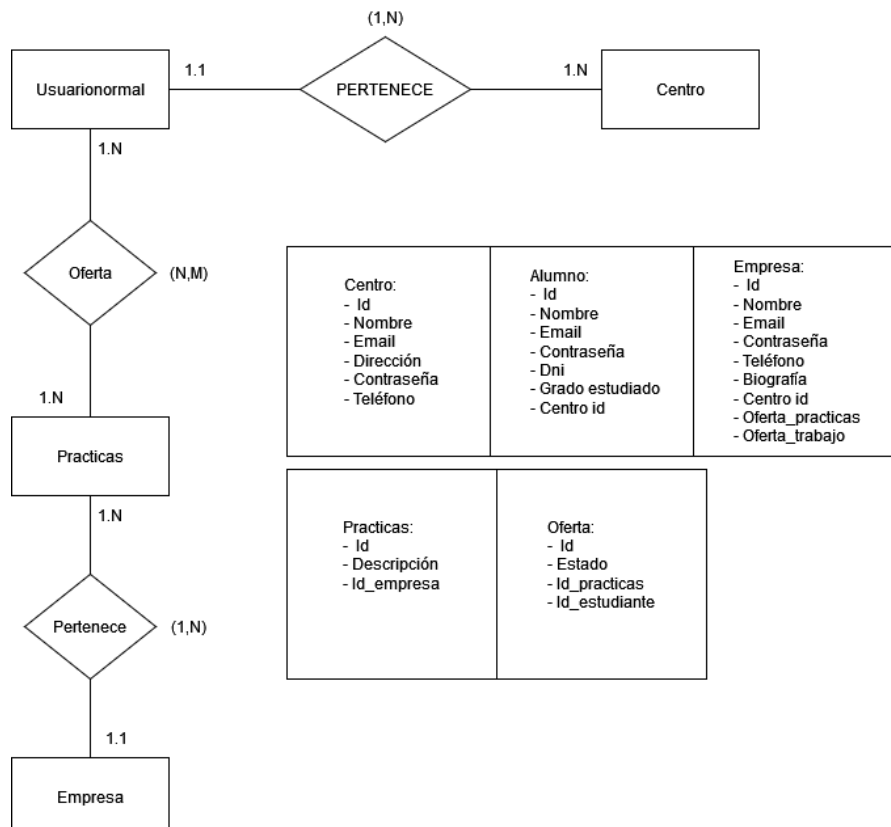 (1,N)
Usuarionormal
1.1
PERTENECE
1.N
Centro
1.N
Oferta
(N,M)
1.N
Practicas
1.N
Pertenece
(1,N)
1.1
Empresa
Centro:
- Id
- Nombre
- Email
- Dirección
- Contraseña
- Teléfono
Alumno:
- Id
- Nombre
- Email
- Contraseña
- Dni
- Grado estudiado
- Centro id
Empresa:
- Id
- Nombre
- Email
- Contraseña
- Teléfono
- Biografía
- Centro id
- Oferta_practicas
- Oferta_trabajo
Practicas:
- Id
- Descripción
- Id_empresa
Oferta:
- Id
- Estado
- Id_practicas
- Id_estudiante